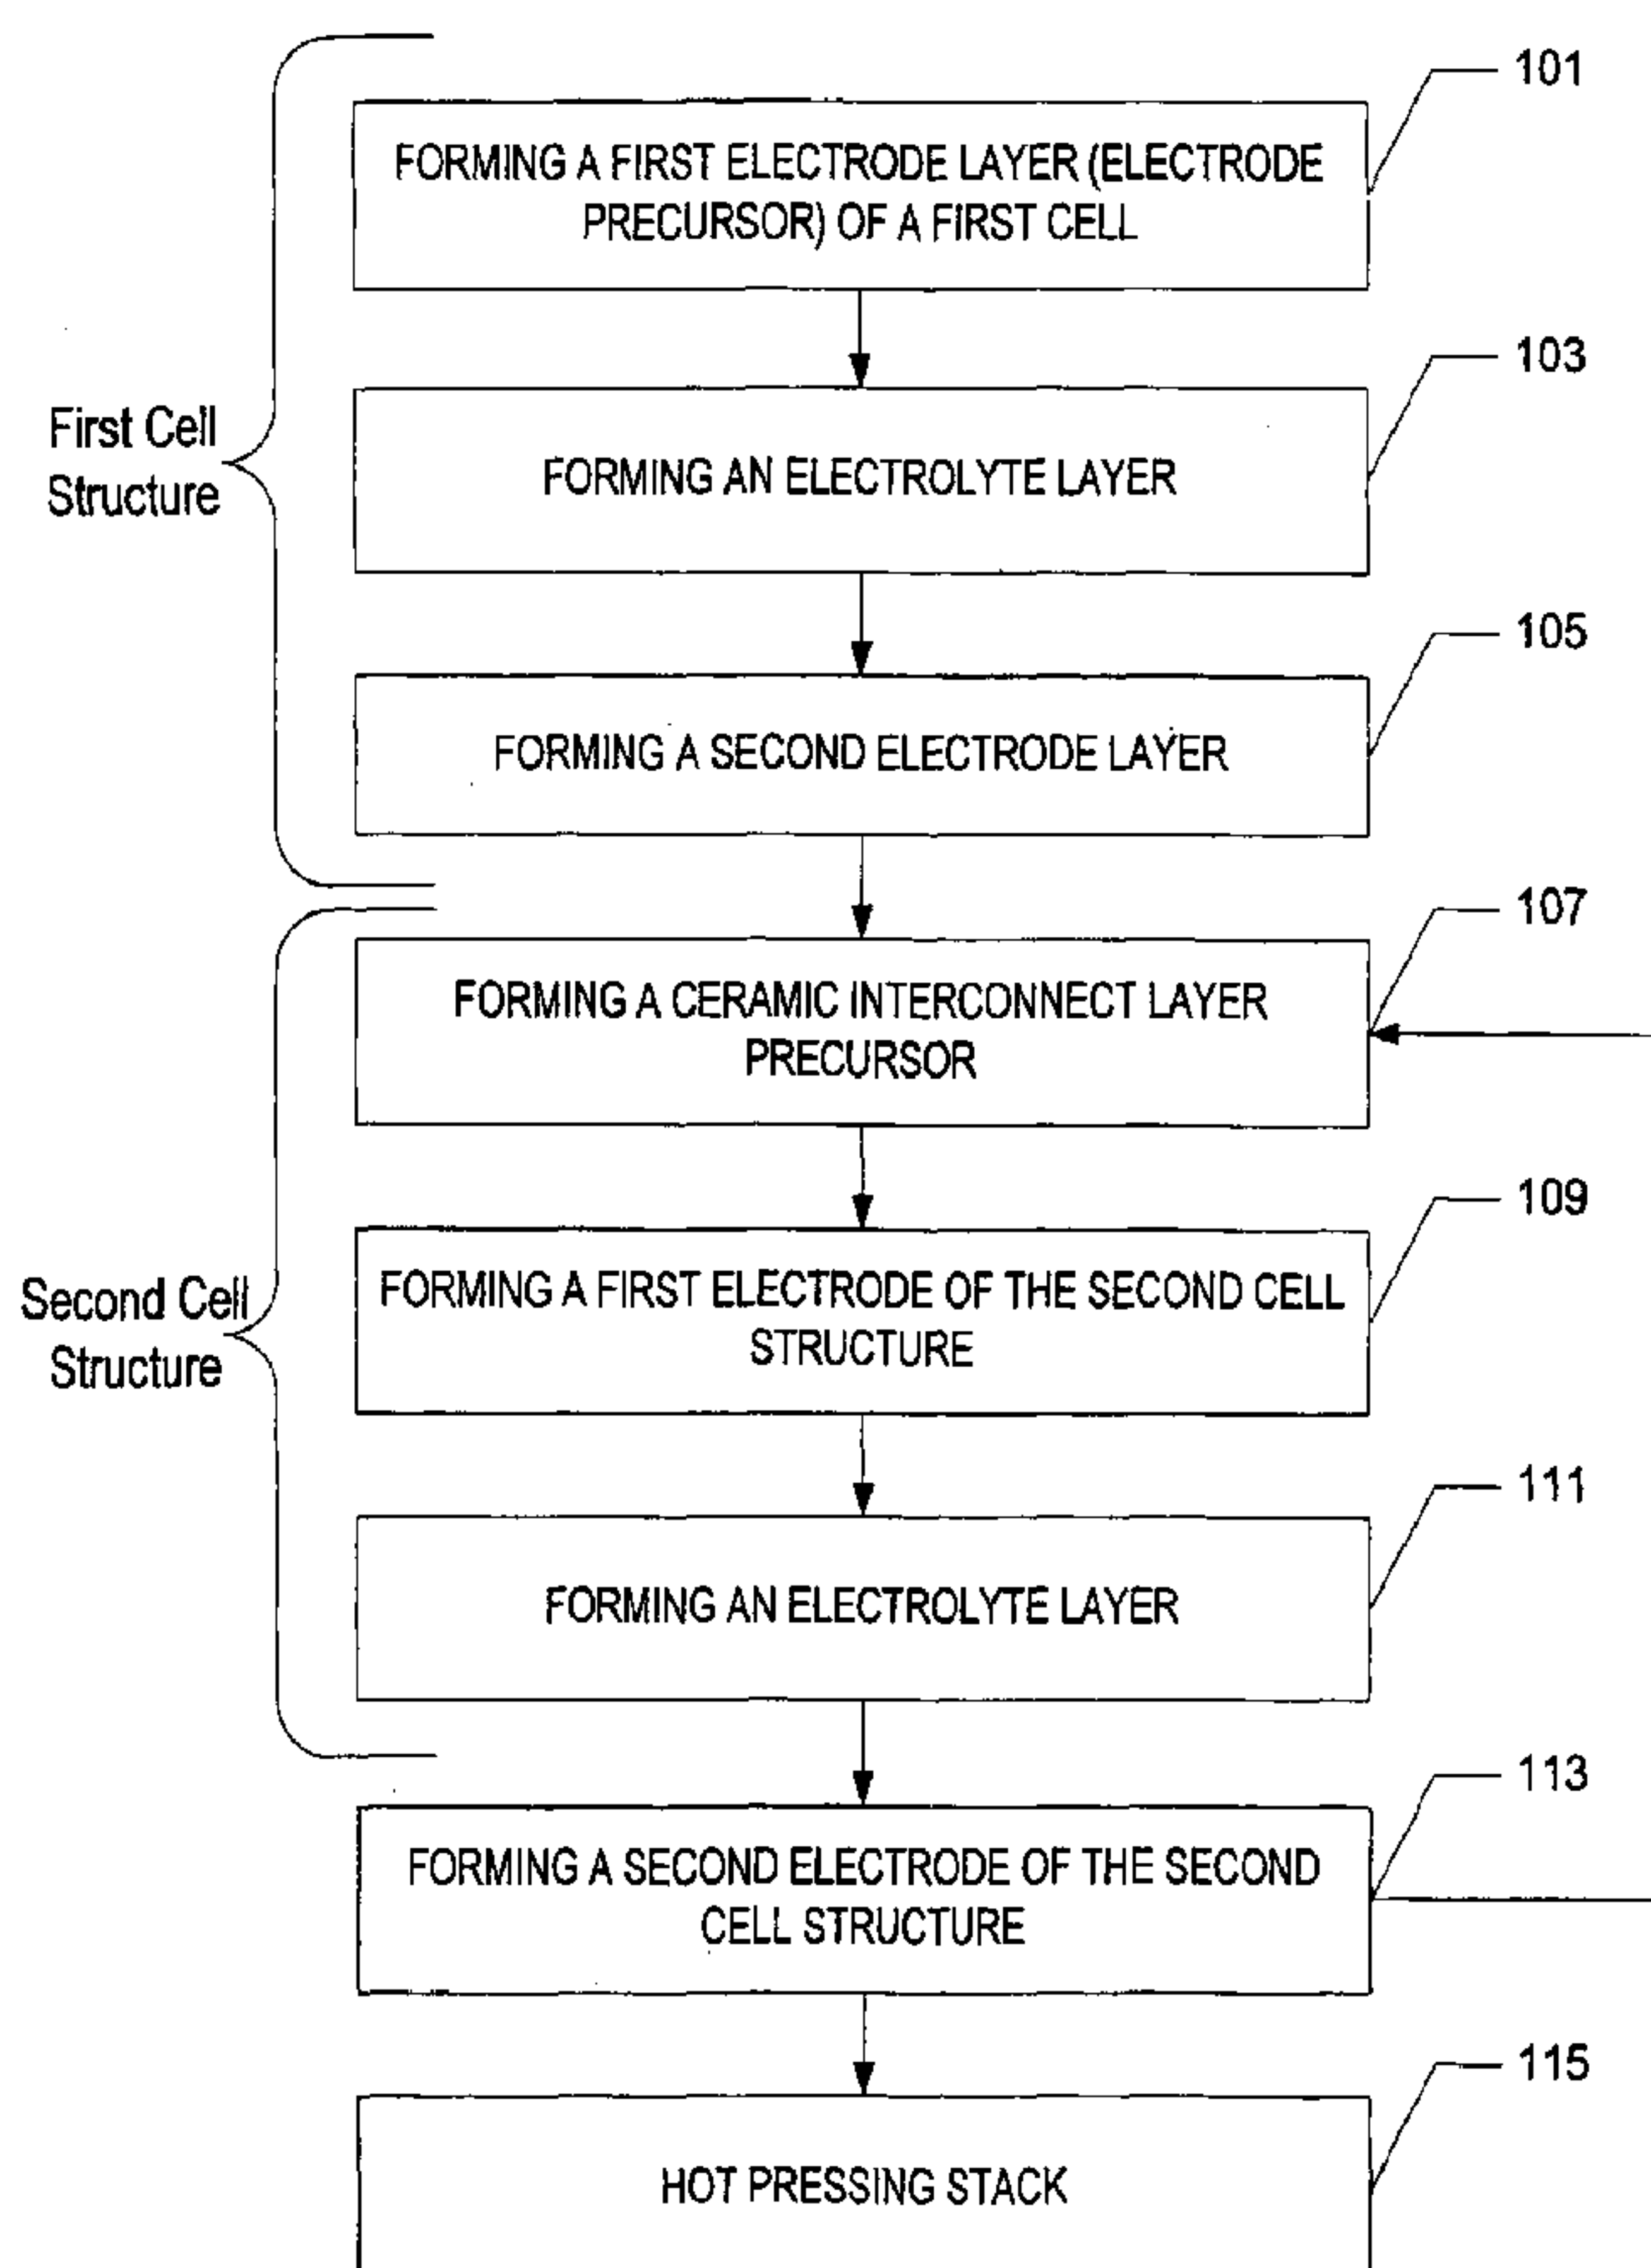 101
FORMING A FIRST ELECTRODE LAYER (ELECTRODE
PRECURSOR) OF A FIRST CELL
103
First Cell
Structure
FORMING AN ELECTROLYTE LAYER
105
FORMING A SECOND ELECTRODE LAYER
107
FORMING A CERAMIC INTERCONNECT LAYER
PRECURSOR
109
FORMING A FIRST ELECTRODE OF THE SECOND CELL
STRUCTURE
Second Cell
Structure
111
FORMING AN ELECTROLYTE LAYER
113
FORMING A SECOND ELECTRODE OF THE SECOND
CELL STRUCTURE
115
HOT PRESSING STACK